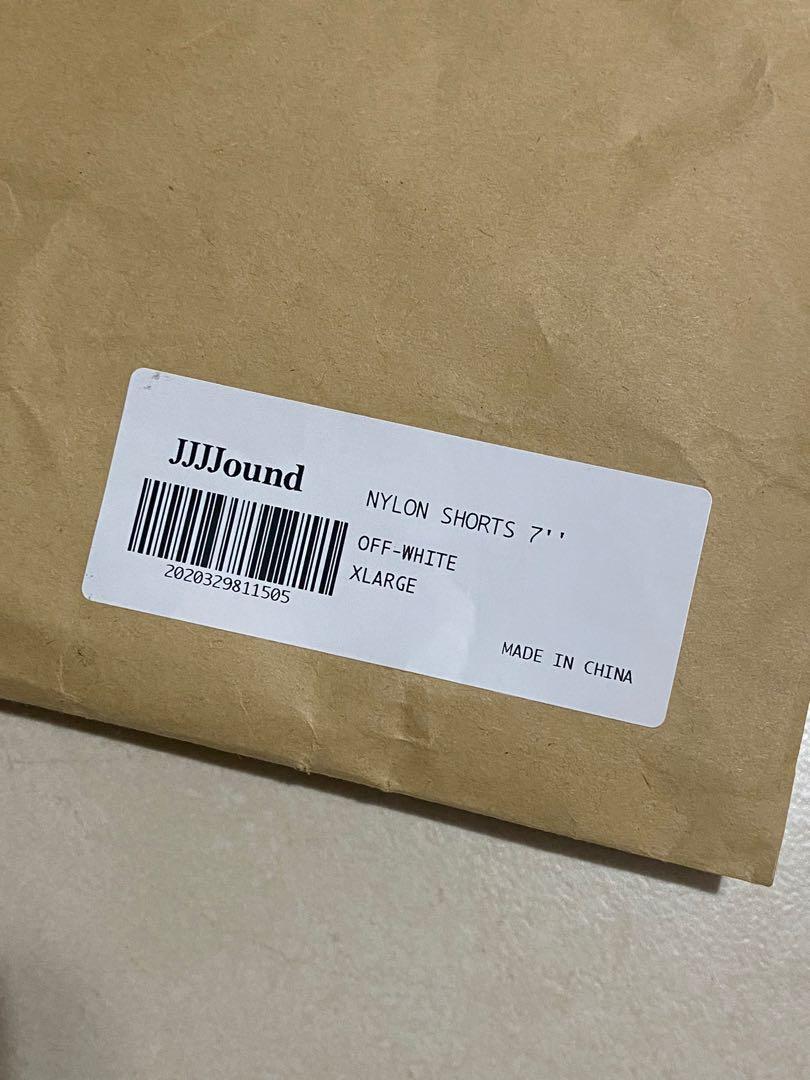 JJJJound
2020329811505
NYLON SHORTS 7''
OFF-WHITE
XLARGE
MADE IN CHINA